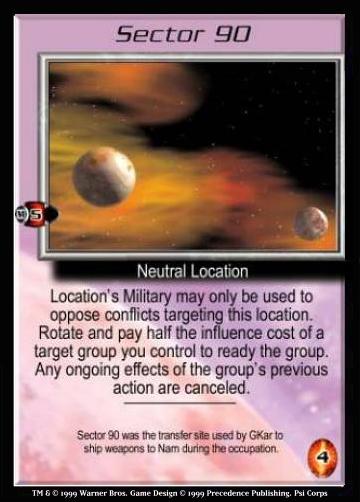 Sector 90
5
Neutral Location
Location's Military may only be used to
oppose conflicts targeting this location.
Rotate and pay half the influence cost of a
target group you control to ready the group.
Any ongoing effects of the group's previous
action are canceled.
Sector 90 was the transfer site used by GKar to
ship weapons to Narn during the occupation.
4
TM & © 1999 Warner Bros. Game Design © 1999 Precedence Publishing. Psi Corps